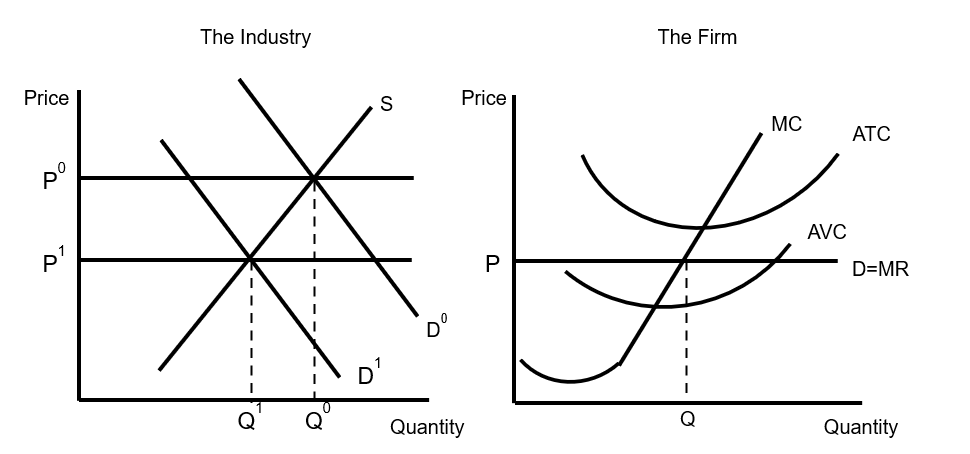 The Industry
Price
S
P⁰
P¹
D⁰
D¹
Q¹
Q⁰
Quantity
The Firm
Price
MC
ATC
AVC
P
D=MR
Q
Quantity